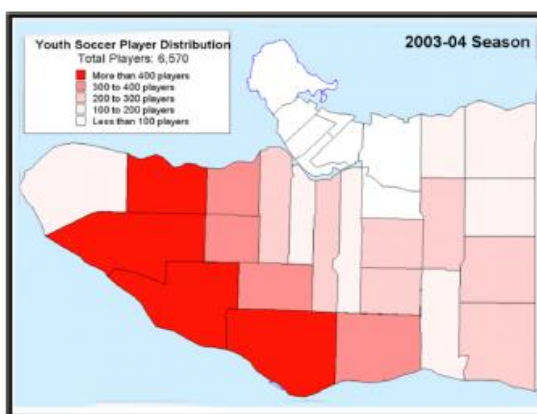 Youth Soccer Player Distribution
Total Players: 6,570
More than 400 players
300 to 400 players
200 to 300 players
100 to 200 players
Less than 100 players
2003-04 Season